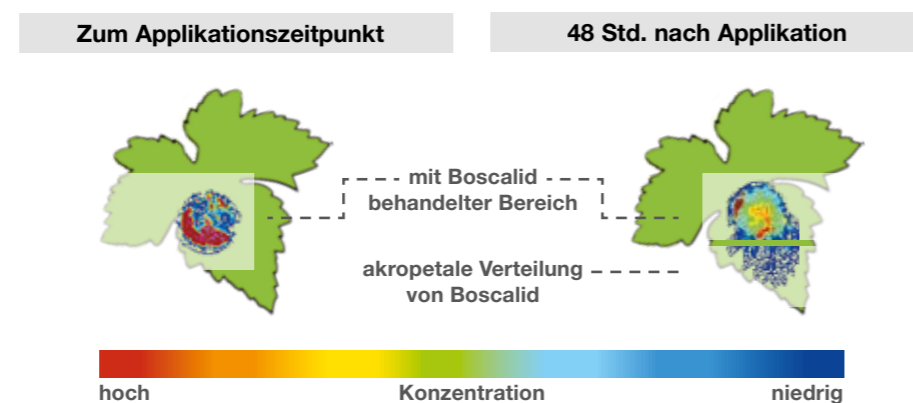 Zum Applikationszeitpunkt
48 Std. nach Applikation
mit Boscalid
behandelter Bereich
akropetale Verteilung
von Boscalid
hoch
Konzentration
niedrig